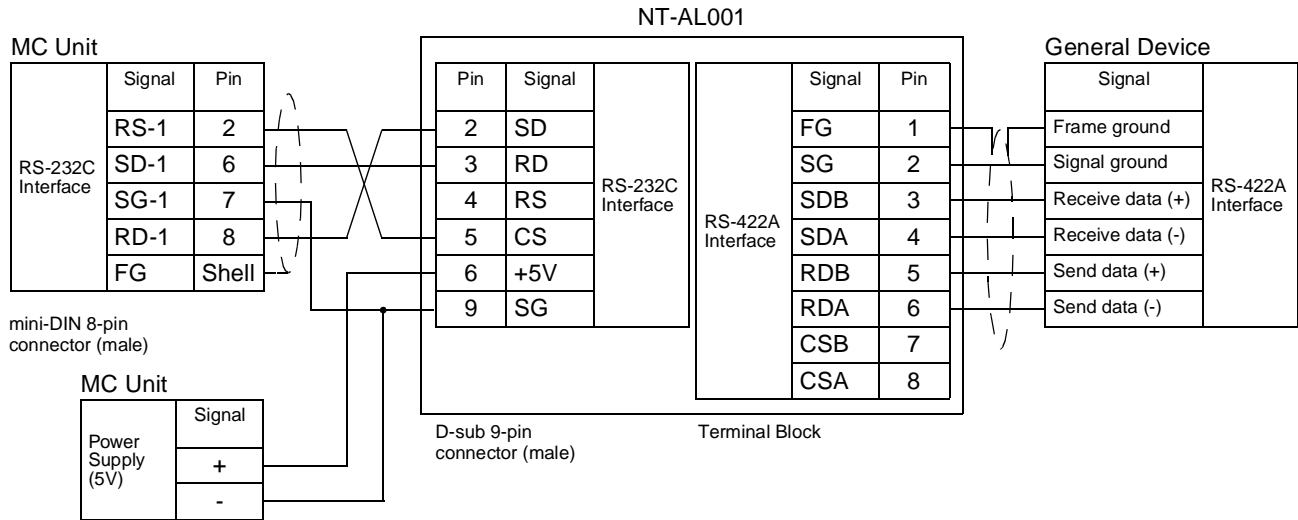 NT-AL001
MC Unit
General Device
Signal Pin
RS-1 2
SD-1 6
SG-1 7
RD-1 8
FG Shell
RS-232C
Interface
mini-DIN 8-pin
connector (male)
Pin Signal
2 SD
3 RD
4 RS
5 CS
6 +5V
9 SG
RS-232C
Interface
D-sub 9-pin
connector (male)
RS-422A
Interface
Signal Pin
FG 1
SG 2
SDB 3
SDA 4
RDB 5
RDA 6
CSB 7
CSA 8
Terminal Block
Signal
Frame ground
Signal ground
Receive data (+)
Receive data (-)
Send data (+)
Send data (-)
RS-422A
Interface
MC Unit
Power
Supply
(5V)
Signal
+
-